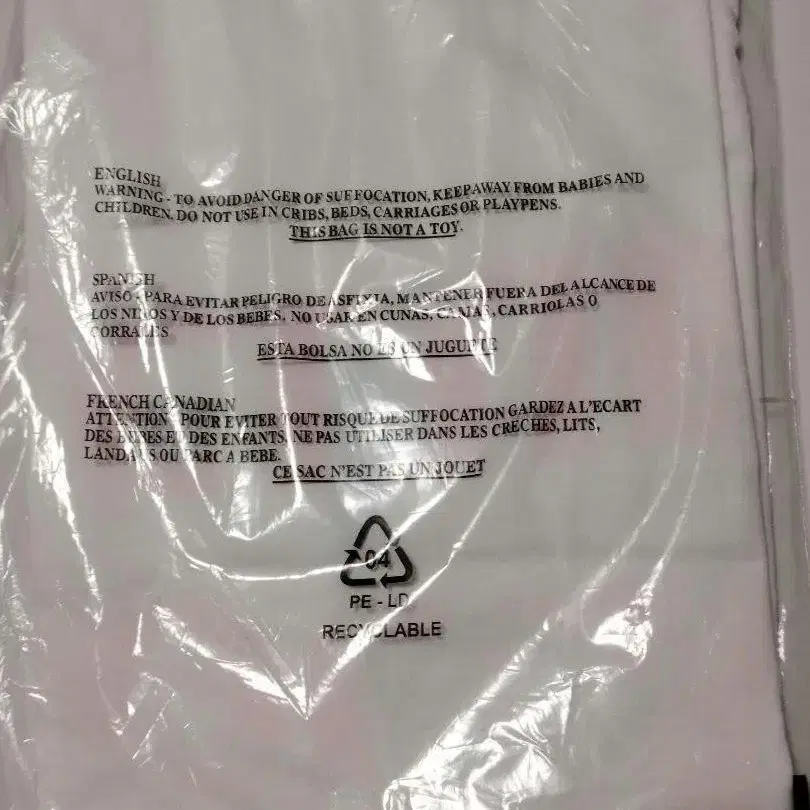 ENGLISH
WARNING - TO AVOID DANGER OF SUFFOCATION, KEEP AWAY FROM BABIES AND
CHILDREN. DO NOT USE IN CRIBS, BEDS, CARRIAGES OR PLAYPENS.
THIS BAG IS NOT A TOY.
SPANISH
AVISO - PARA EVITAR PELIGRO DE ASFIXIA, MANTENER FUERA DEL ALCANCE DE
LOS NINOS Y DE LOS BEBES. NO USAR EN CUNAS, CAMAS, CARRIOLAS O
CORRALES
ESTA BOLSA NO ES UN JUGUETE
FRENCH CANADIAN
ATTENTION POUR EVITER TOUT RISQUE DE SUFFOCATION GARDEZ A L'ECART
DES BEBES ET DES ENFANTS. NE PAS UTILISER DANS LES CRECHES, LITS,
LANDAUS OU PARC A BEBE.
CE SAC N'EST PAS UN JOUET
04
PE - LD
RECYCLABLE